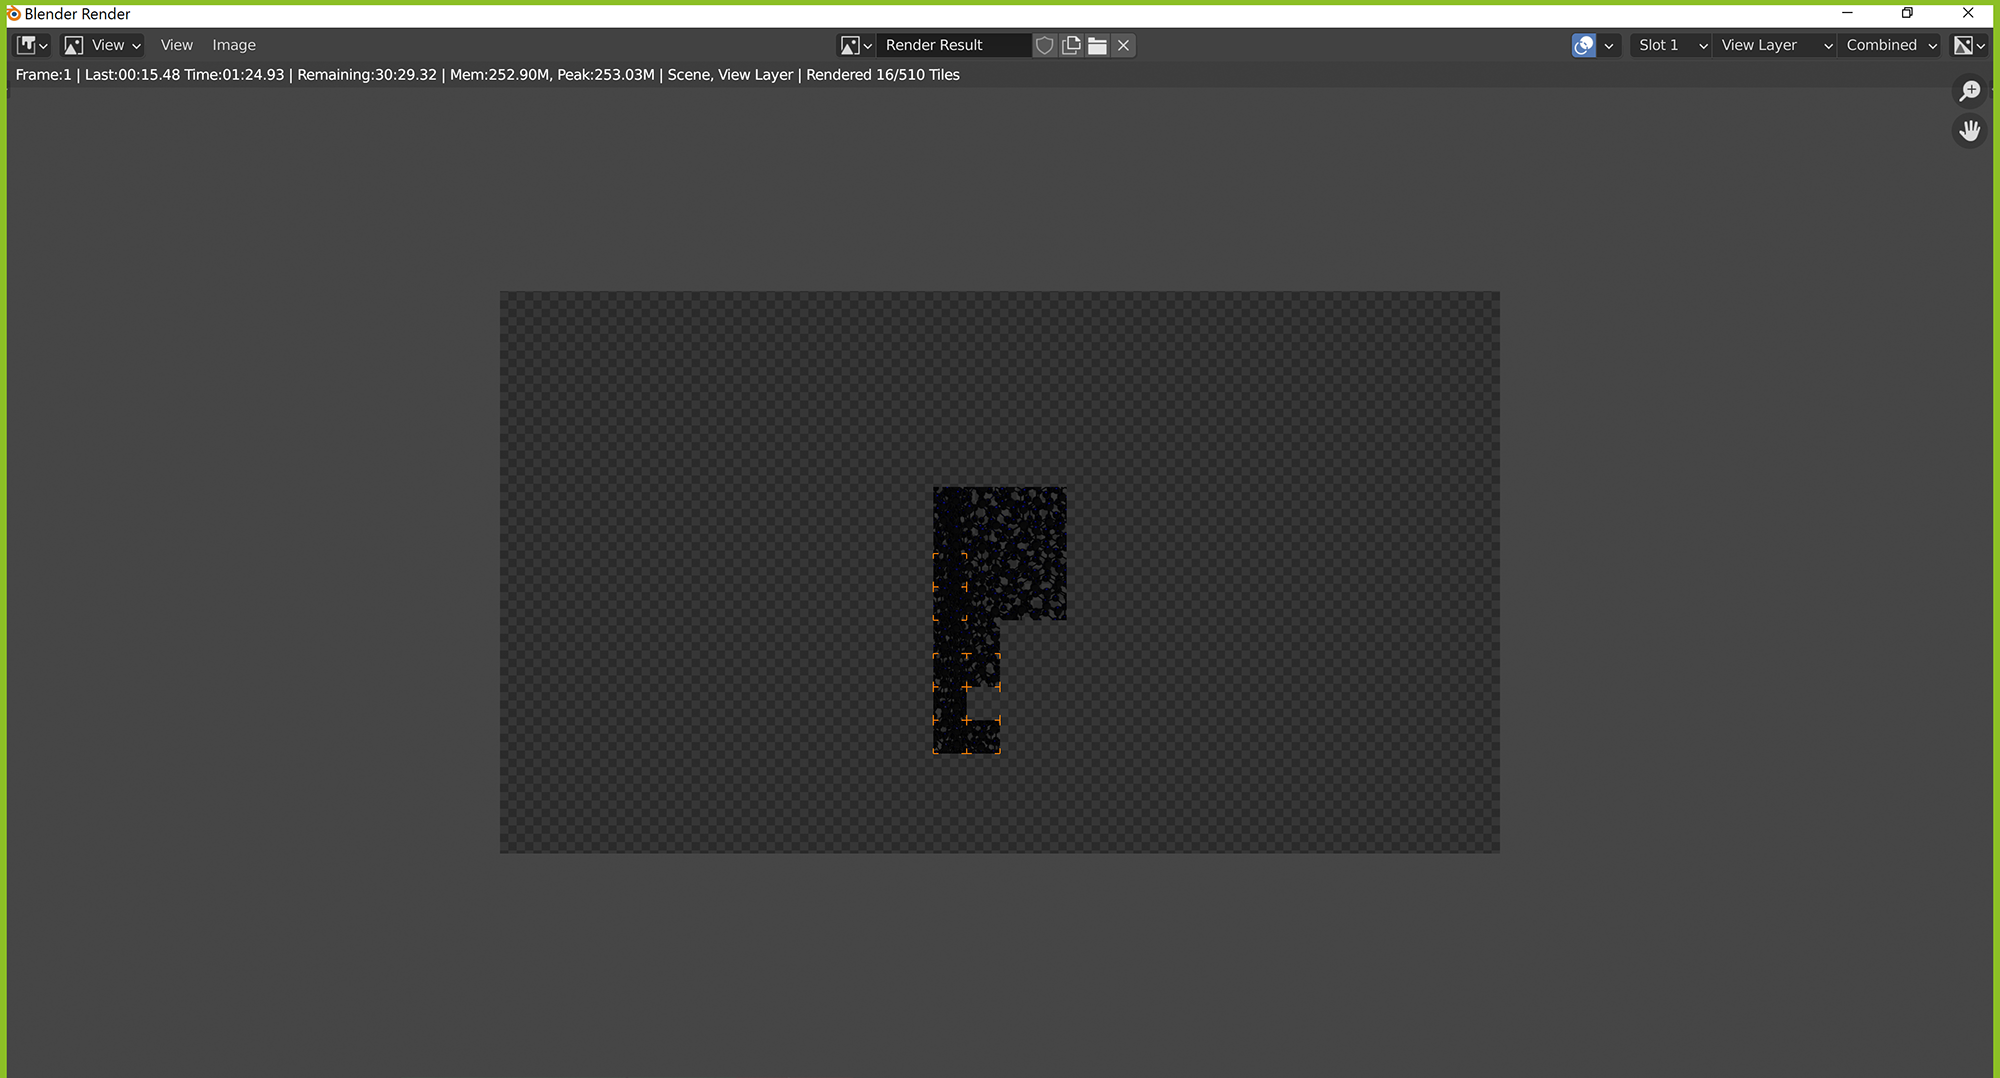 Blender Render
View View Image Render Result Slot 1 View Layer Combined
Frame:1 | Last:00:15.48 Time:01:24.93 | Remaining:30:29.32 | Mem:252.90M, Peak:253.03M | Scene, View Layer | Rendered 16/510 Tiles